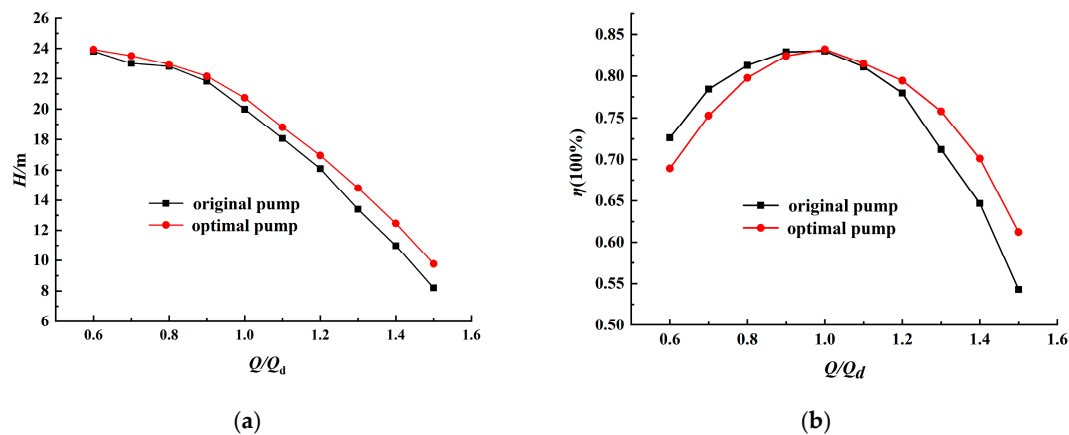 26
24
22
20
18
16
14
12
10
8
6
H/m
original pump
optimal pump
0.6 0.8 1.0 1.2 1.4 1.6
Q/Qd
(a)
0.85
0.80
0.75
0.70
0.65
0.60
0.55
0.50
η(100%)
original pump
optimal pump
0.6 0.8 1.0 1.2 1.4 1.6
Q/Qd
(b)